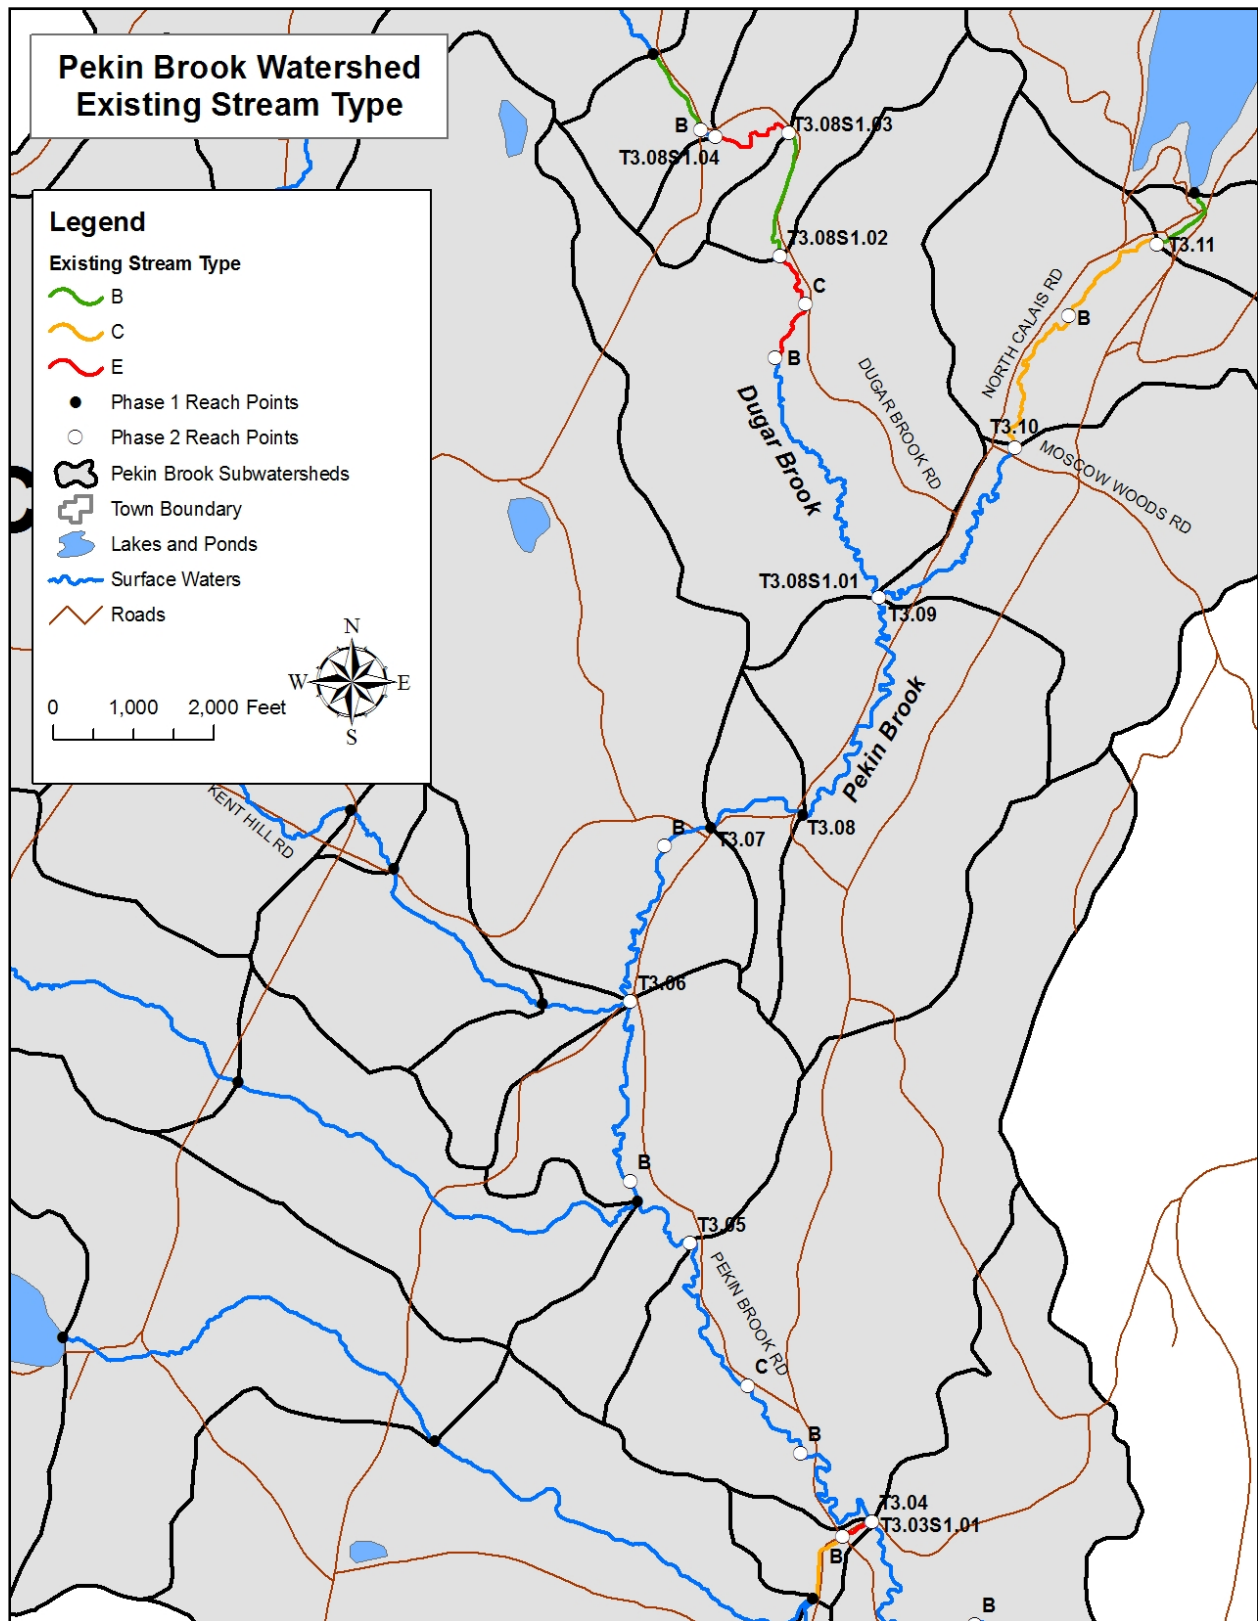 Pekin Brook Watershed
Existing Stream Type
Legend
Existing Stream Type
B
C
E
Phase 1 Reach Points
Phase 2 Reach Points
Pekin Brook Subwatersheds
Town Boundary
Lakes and Ponds
Surface Waters
Roads
N
W E
S
0 1,000 2,000 Feet
B
T3.08S1.03
T3.08S1.04
T3.08S1.02
C
B
T3.11
B
NORTH CALAIS RD
T3.10
MOSCOW WOODS RD
DUGAR BROOK RD
Dugar Brook
T3.08S1.01
T3.09
Pekin Brook
KENT HILL RD
B
T3.07
T3.08
T3.06
B
T3.05
PEKIN BROOK RD
C
B
T3.04
T3.03S1.01
B
B